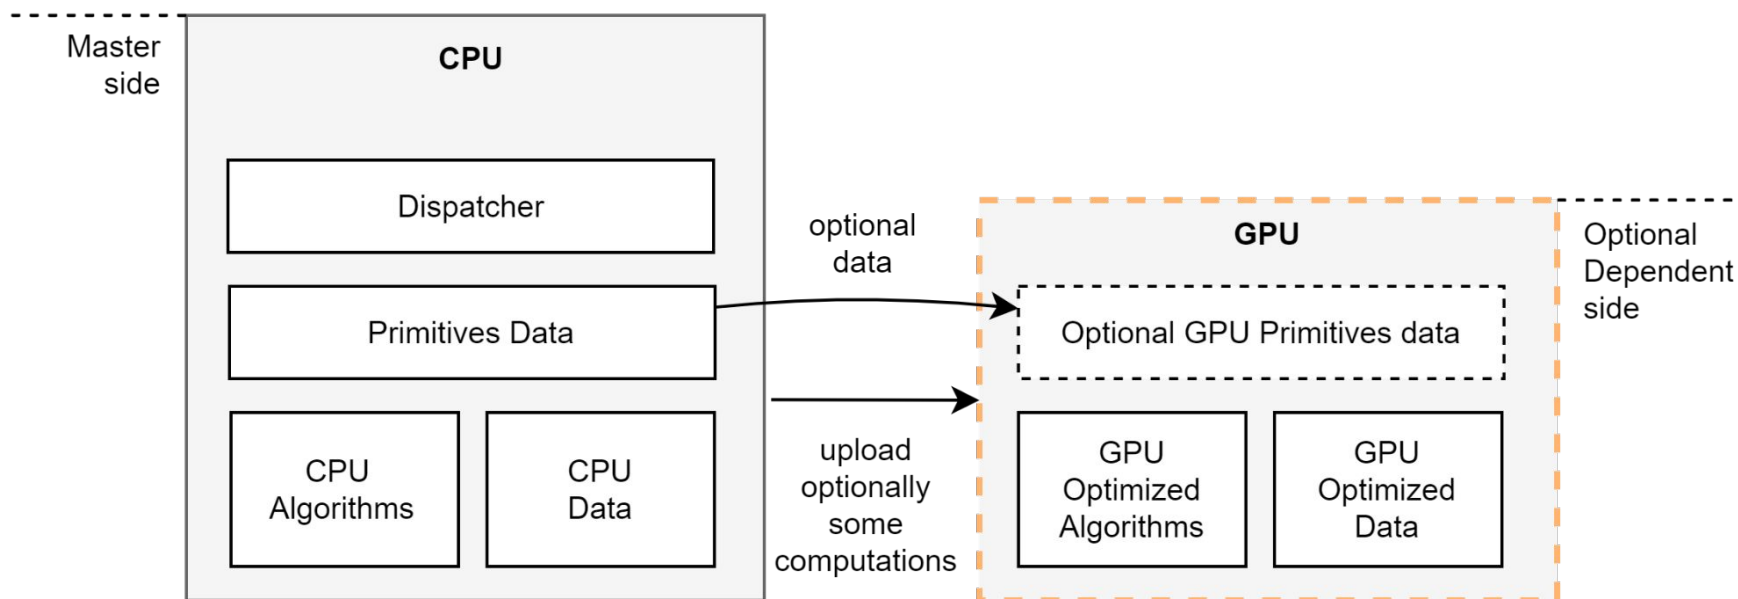 Master
side
CPU
Dispatcher
Primitives Data
CPU
Algorithms
CPU
Data
optional
data
upload
optionally
some
computations
GPU
Optional GPU Primitives data
GPU
Optimized
Algorithms
GPU
Optimized
Data
Optional
Dependent
side